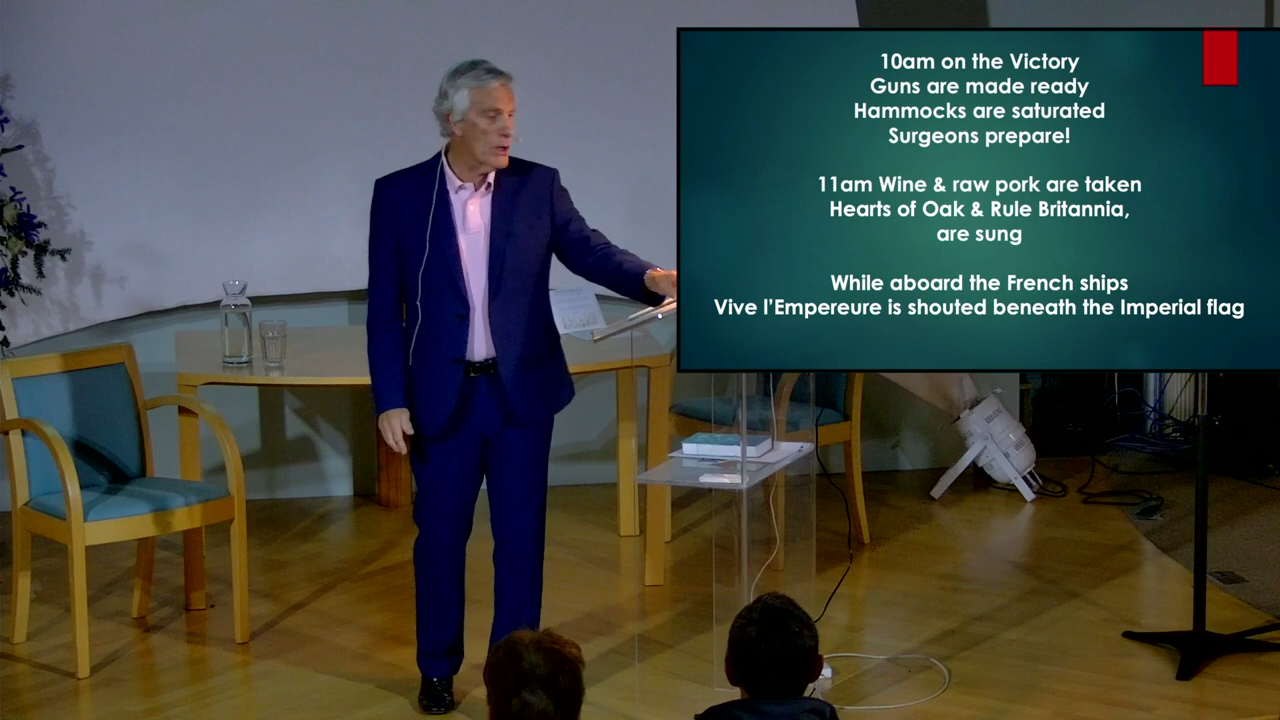 10am on the Victory
Guns are made ready
Hammocks are saturated
Surgeons prepare!
11am Wine & raw pork are taken
Hearts of Oak & Rule Britannia,
are sung
While aboard the French ships
Vive l'Empereure is shouted beneath the Imperial flag